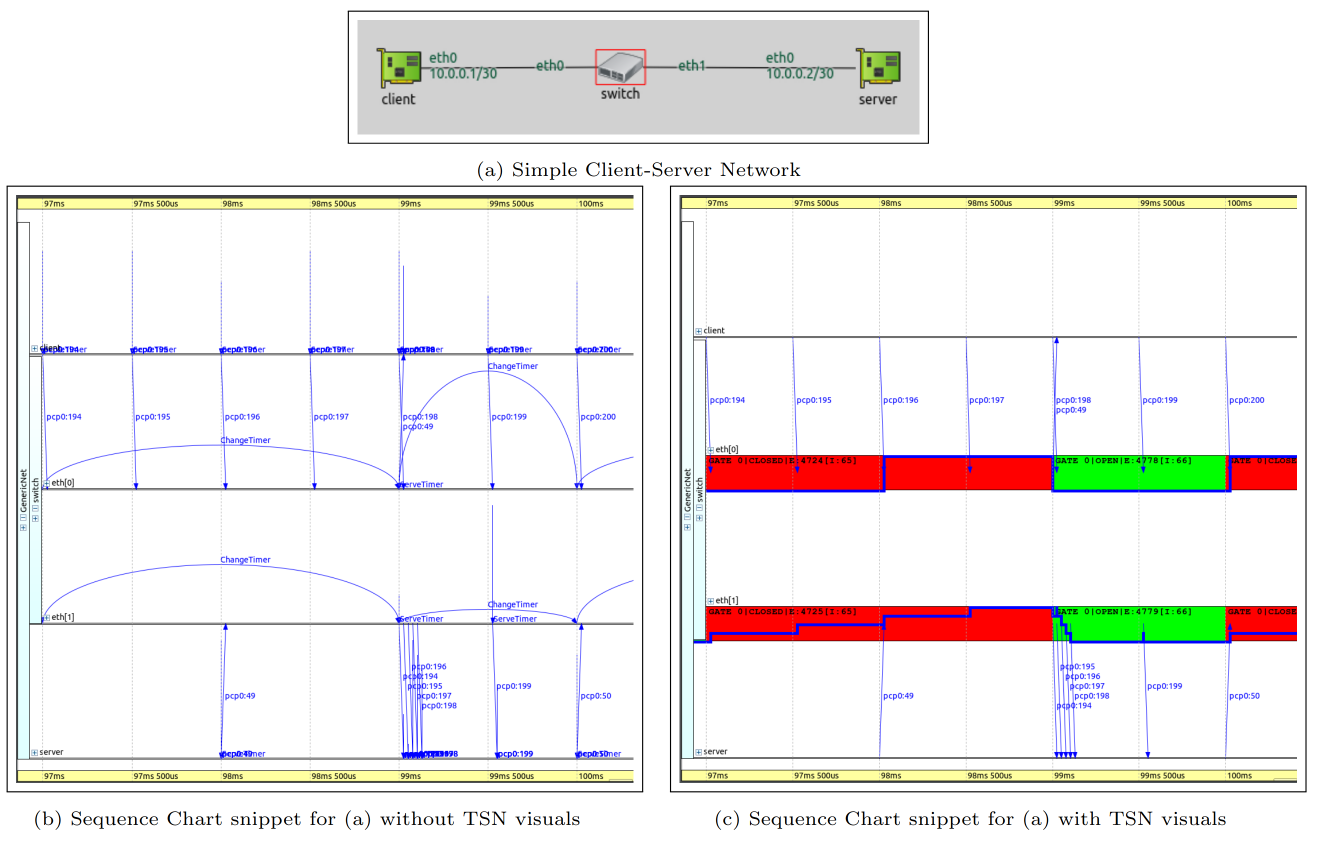 eth0
10.0.0.1/30
eth0
eth1
eth0
10.0.0.2/30
client
switch
server
(a) Simple Client-Server Network
97ms 97ms 500us 98ms 98ms 500us 99ms 99ms 500us 100ms
ChangeTimer
pcp0:194 pcp0:195 pcp0:196 pcp0:197 pcp0:198 pcp0:199 pcp0:200
pcp0:49
ChangeTimer
eth[0]
GenericNet
switch
ChangeTimer
ChangeTimer
eth[1]
ServeTimer
pcp0:196
pcp0:194
pcp0:195
pcp0:199
pcp0:49
pcp0:197
pcp0:50
pcp0:198
server
pcp0:199
97ms 97ms 500us 98ms 98ms 500us 99ms 99ms 500us 100ms
(b) Sequence Chart snippet for (a) without TSN visuals
97ms 97ms 500us 98ms 98ms 500us 99ms 99ms 500us 100ms
client
pcp0:194 pcp0:195 pcp0:196 pcp0:197 pcp0:198 pcp0:199 pcp0:200
pcp0:49
eth[0]
GATE 0|CLOSED|E:4724[I:65] GATE 0|OPEN|E:4778[I:66] GATE 0|CLOSE
GenericNet
switch
eth[1]
GATE 0|CLOSED|E:4725[I:65] GATE 0|OPEN|E:4779[I:66] GATE 0|CLOSE
pcp0:195
pcp0:196
pcp0:197
pcp0:199
pcp0:49
pcp0:198
pcp0:50
pcp0:194
server
97ms 97ms 500us 98ms 98ms 500us 99ms 99ms 500us 100ms
(c) Sequence Chart snippet for (a) with TSN visuals